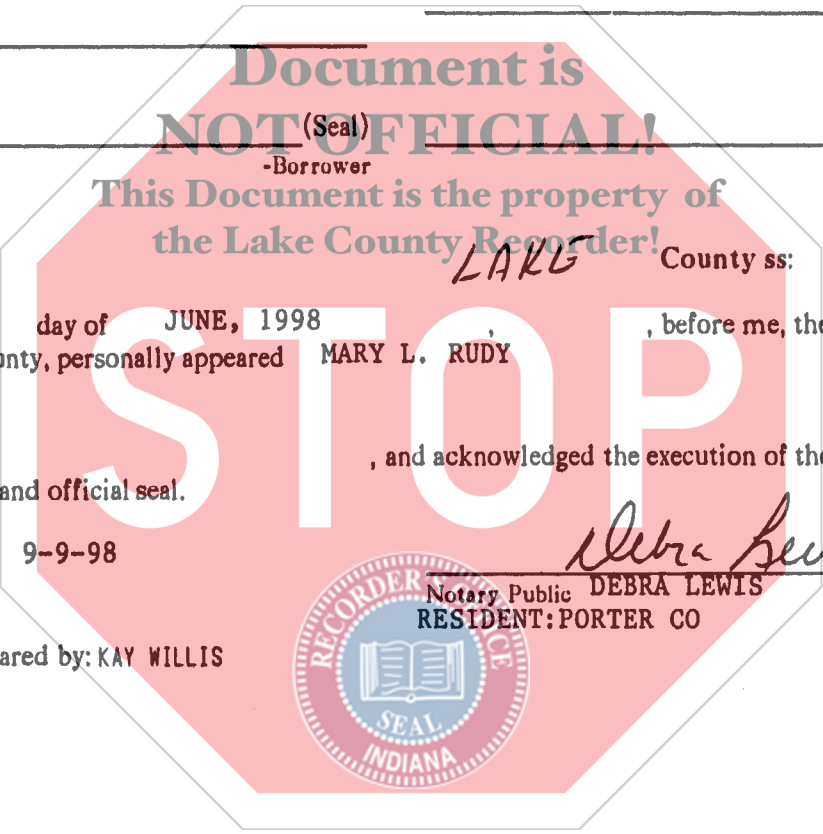 Document is
NOT OFFICIAL!
(Seal)
-Borrower
This Document is the property of
the Lake County Recorder!
LAKE County ss:
day of JUNE, 1998 , , before me, the
unty, personally appeared MARY L. RUDY
STOP
, and acknowledged the execution of the
and official seal.
9-9-98
Debra
Notary Public DEBRA LEWIS
RESIDENT:PORTER CO
ared by: KAY WILLIS
RECORDER'S OFFICE
SEAL
INDIANA